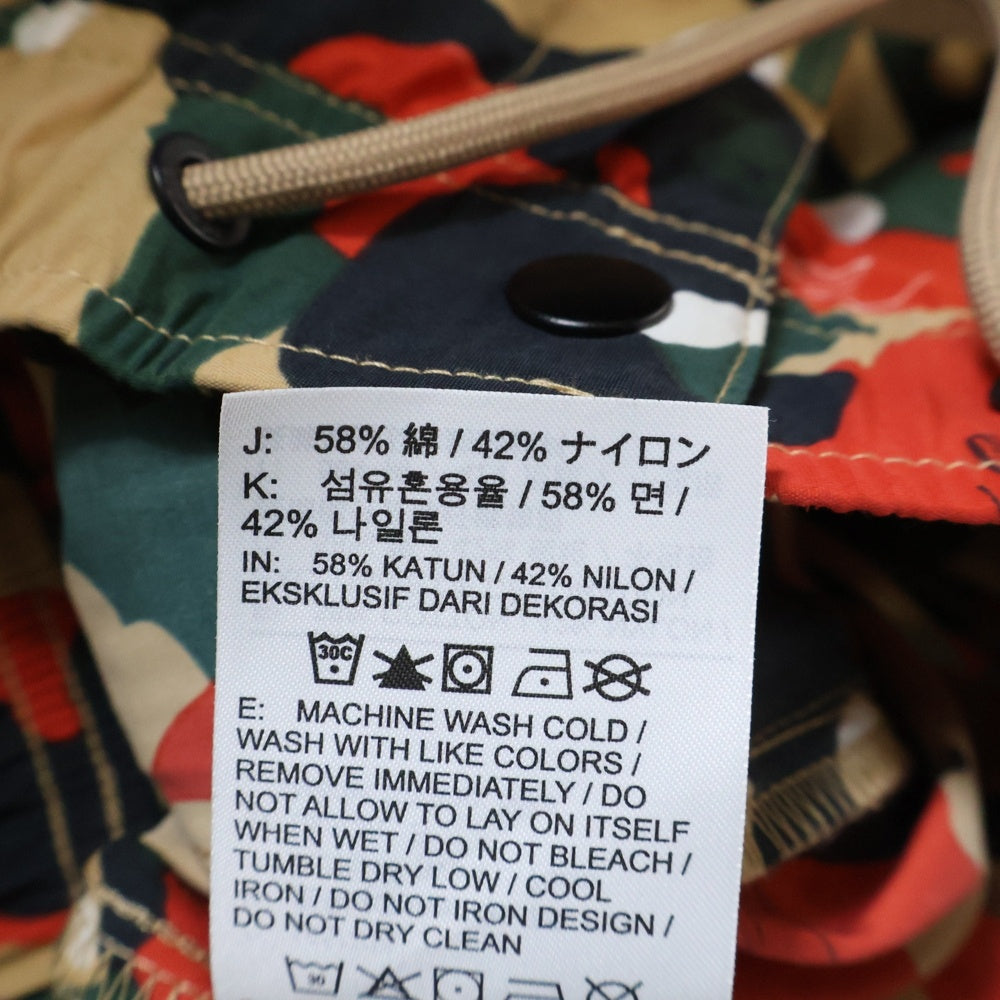 J: 58% 綿 / 42% ナイロン
K: 섬유혼용율 / 58% 면 /
42% 나일론
IN: 58% KATUN / 42% NILON /
EKSKLUSIF DARI DEKORASI
30C
E: MACHINE WASH COLD /
WASH WITH LIKE COLORS /
REMOVE IMMEDIATELY / DO
NOT ALLOW TO LAY ON ITSELF
WHEN WET / DO NOT BLEACH /
TUMBLE DRY LOW / COOL
IRON / DO NOT IRON DESIGN /
DO NOT DRY CLEAN
30